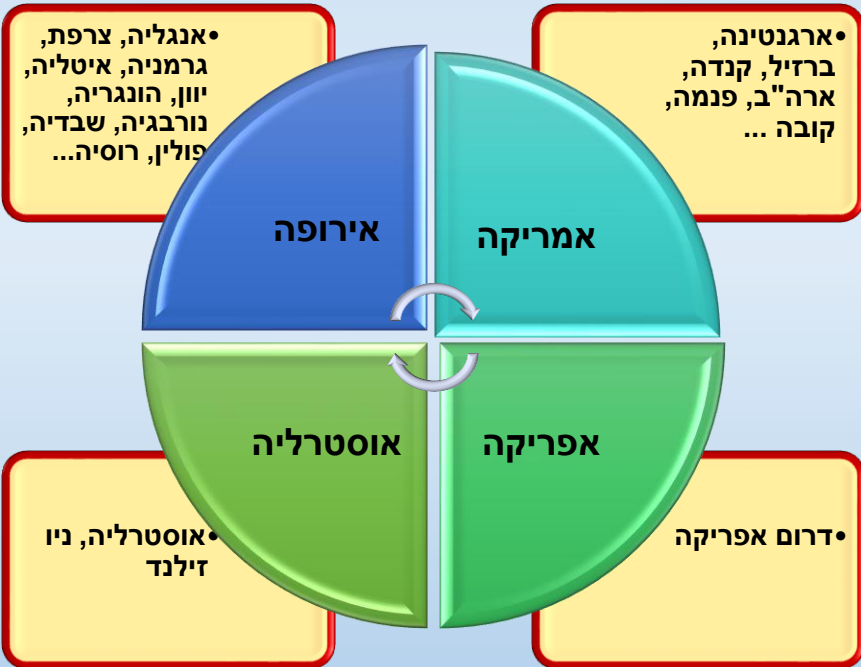 •ארגנטינה,
ברזיל, קנדה,
ארה"ב, פנמה,
קובה ...
•אנגליה, צרפת,
גרמניה, איטליה,
יוון, הונגריה,
נורבגיה, שבדיה,
פולין, רוסיה...
אמריקה
אירופה
אפריקה
אוסטרליה
•דרום אפריקה
•אוסטרליה, ניו
זילנד